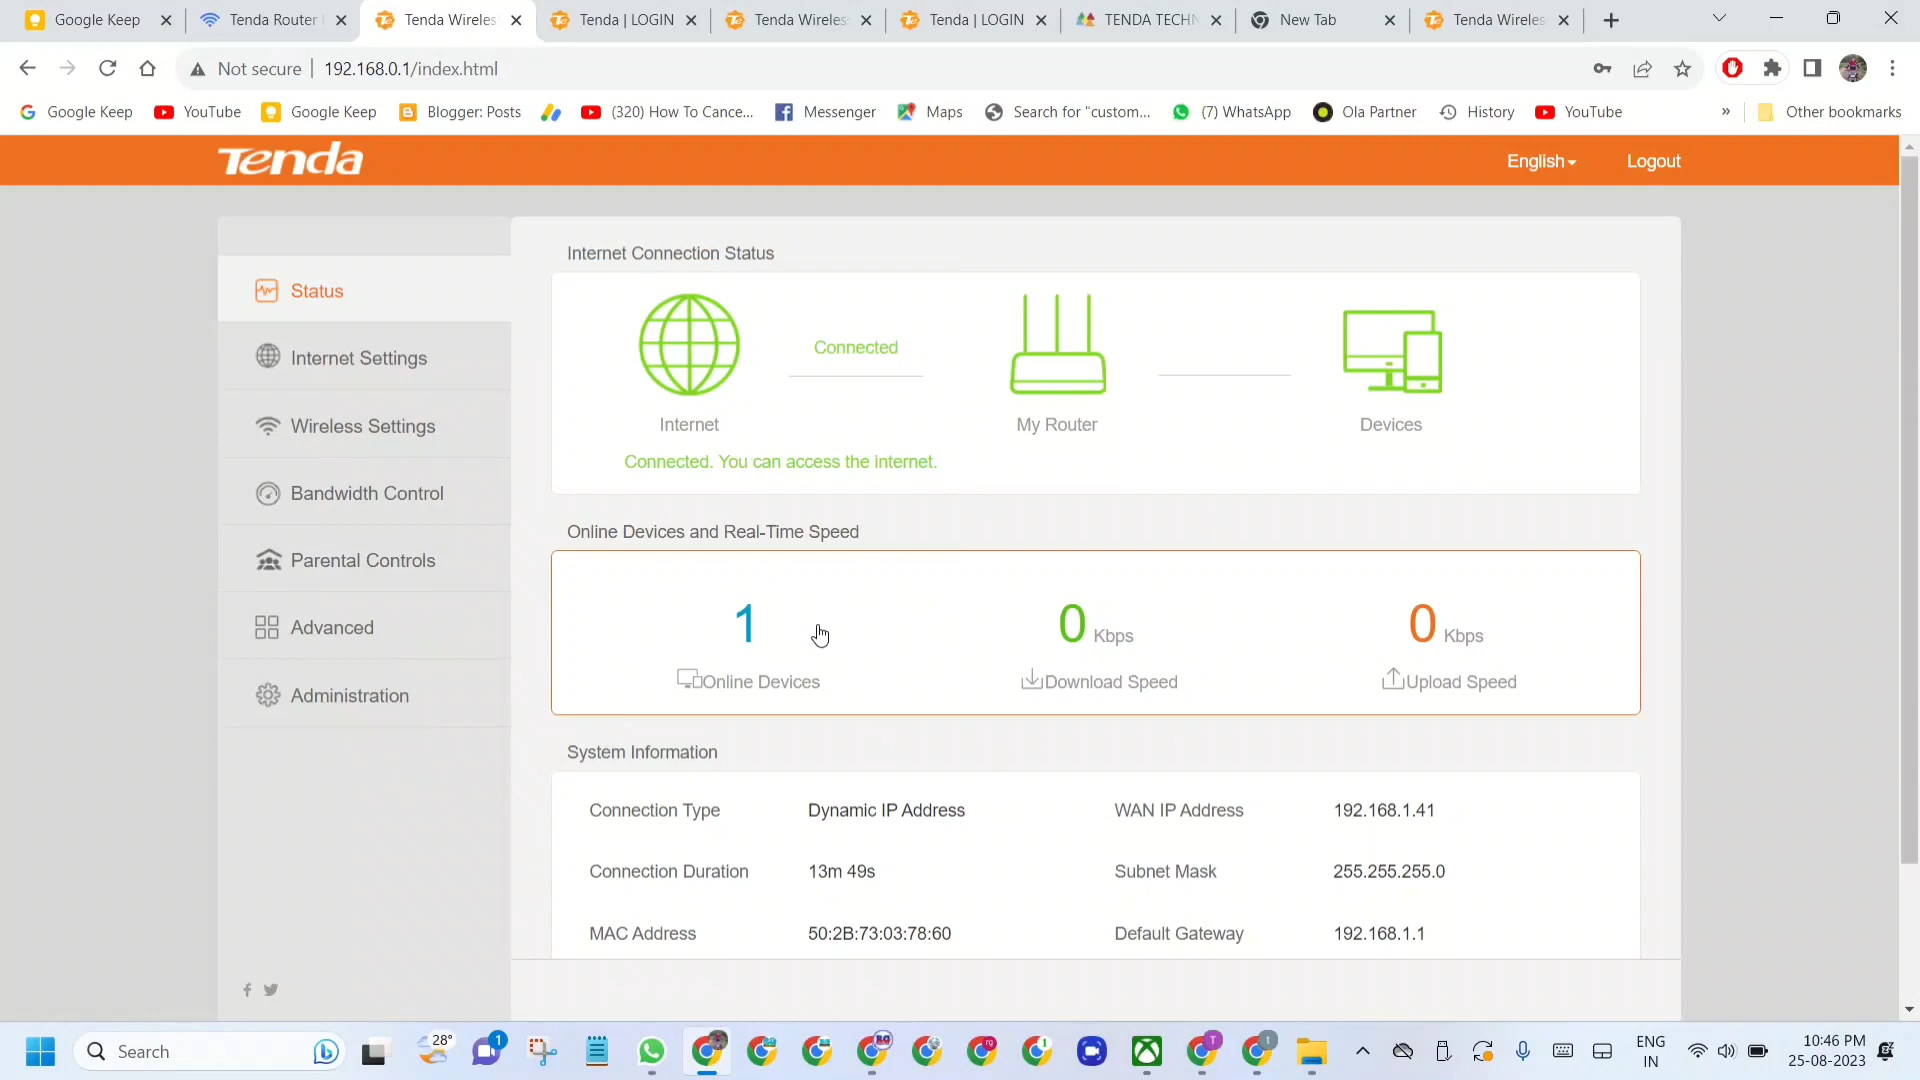 Google Keep
Tenda Router
Tenda Wireles
Tenda | LOGIN
Tenda Wireles
Tenda | LOGIN
TENDA TECHN
New Tab
Tenda Wireles
Not secure | 192.168.0.1/index.html
Google Keep
YouTube
Google Keep
Blogger: Posts
(320) How To Cance...
Messenger
Maps
Search for "custom...
(7) WhatsApp
Ola Partner
History
YouTube
»
Other bookmarks
Tenda
English
Logout
Status
Internet Settings
Wireless Settings
Bandwidth Control
Parental Controls
Advanced
Administration
Internet Connection Status
Connected
Internet
My Router
Devices
Connected. You can access the internet.
Online Devices and Real-Time Speed
1
0 Kbps
0 Kbps
Online Devices
Download Speed
Upload Speed
System Information
Connection Type Dynamic IP Address WAN IP Address 192.168.1.41
Connection Duration 13m 49s Subnet Mask 255.255.255.0
MAC Address 50:2B:73:03:78:60 Default Gateway 192.168.1.1
Search
28°
1
ENG
IN
10:46 PM
25-08-2023